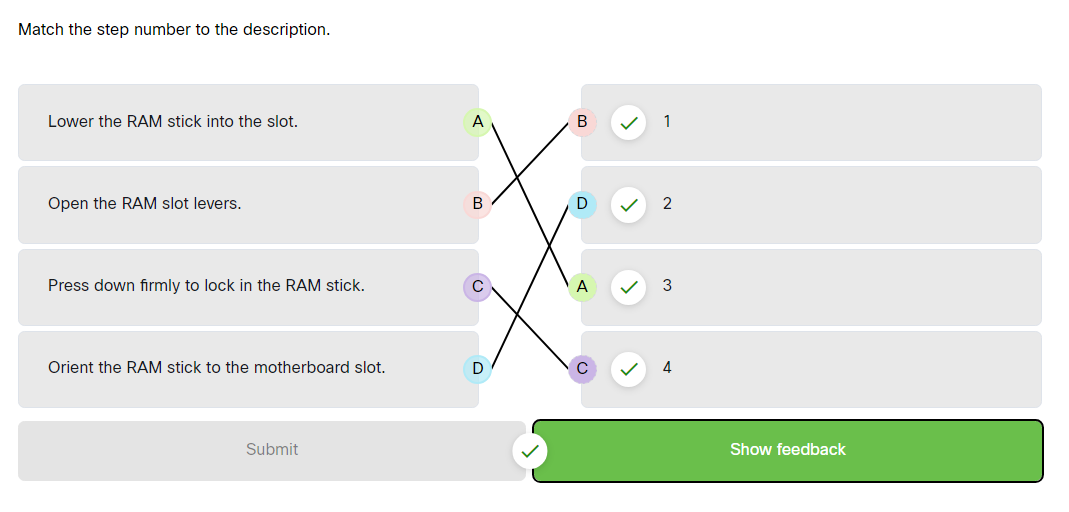 Match the step number to the description.
Lower the RAM stick into the slot. A B 1
Open the RAM slot levers. B D 2
Press down firmly to lock in the RAM stick. C A 3
Orient the RAM stick to the motherboard slot. D C 4
Submit Show feedback